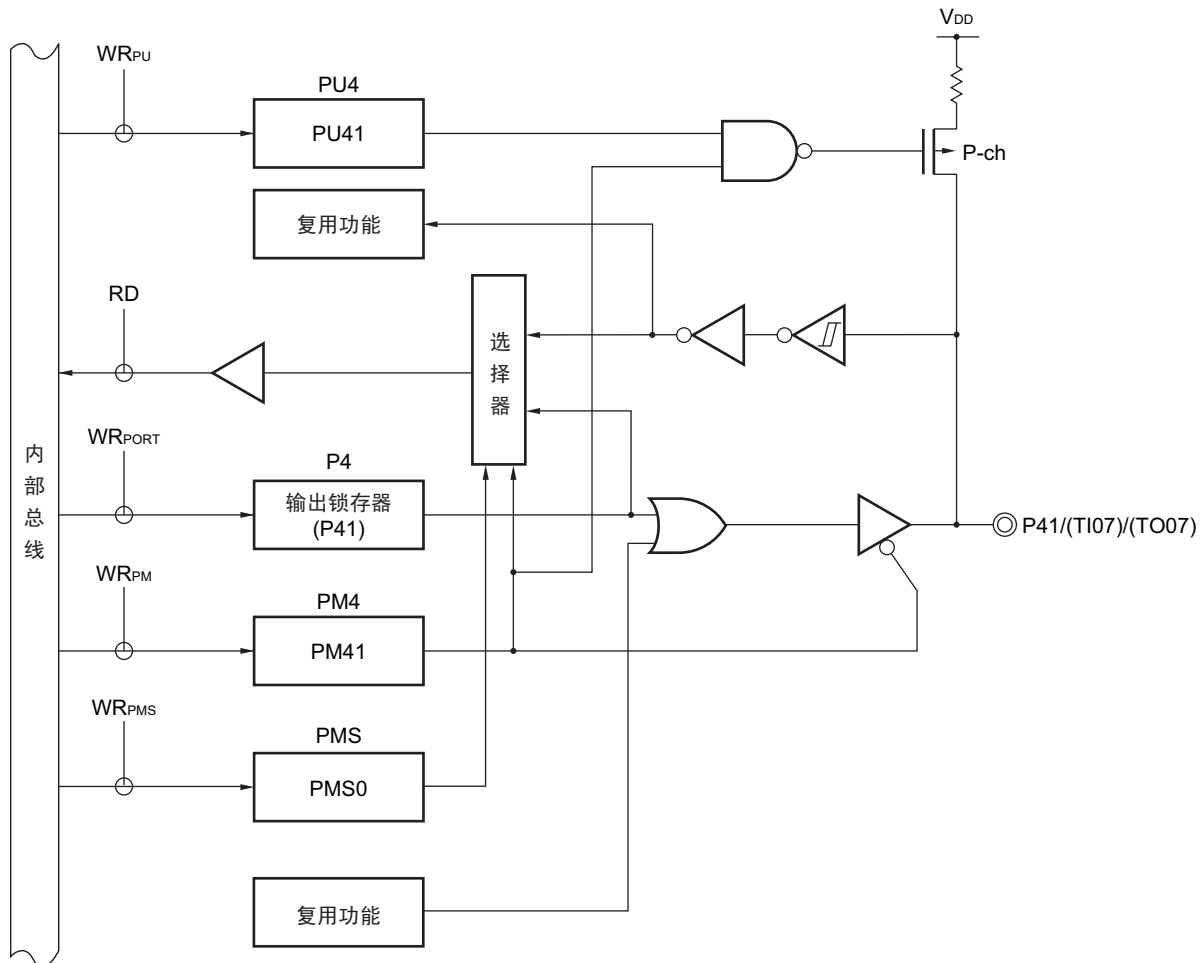 VDD
WRPU
PU4
PU41
P-ch
复用功能
RD
选
择
器
WRPORT
P4
内
部
总
线
输出锁存器
(P41)
P41/(TI07)/(TO07)
WRPM
PM4
PM41
WRPMS
PMS
PMS0
复用功能